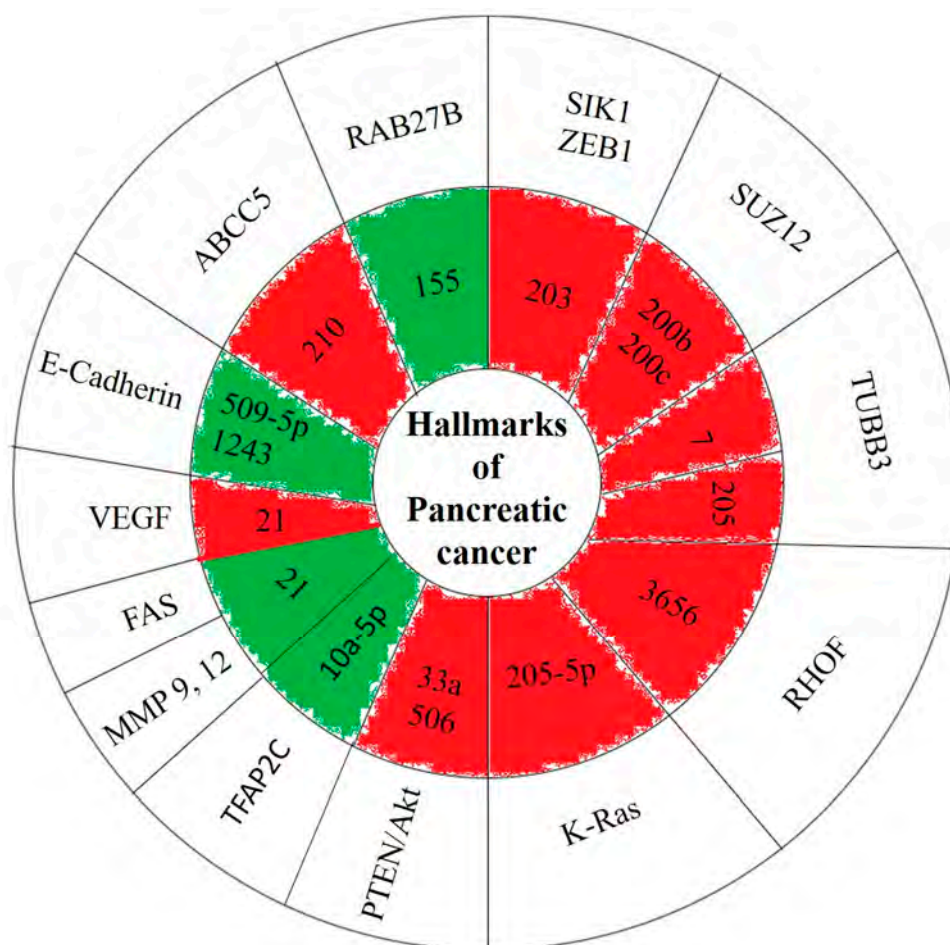 RAB27B
SIK1
ZEB1
SUZ12
TUBB3
RHOF
K-Ras
PTEN/Akt
TFAP2C
MMP 9, 12
FAS
VEGF
E-Cadherin
ABCC5
155
203
200b
200c
7
205
3656
205-5p
33a
506
10a-5p
21
21
509-5p
1243
210
Hallmarks
of
Pancreatic
cancer